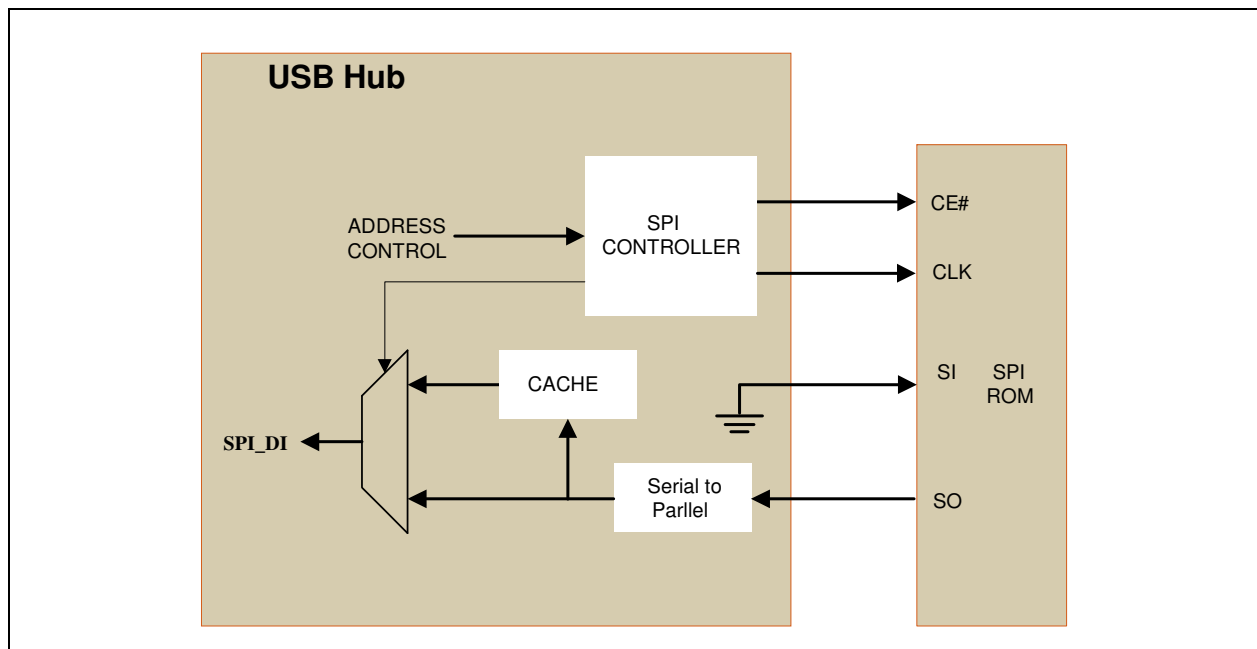 USB Hub
ADDRESS
CONTROL
SPI
CONTROLLER
CE#
CLK
CACHE
SI
SPI
ROM
SPI_DI
Serial to
Parllel
SO